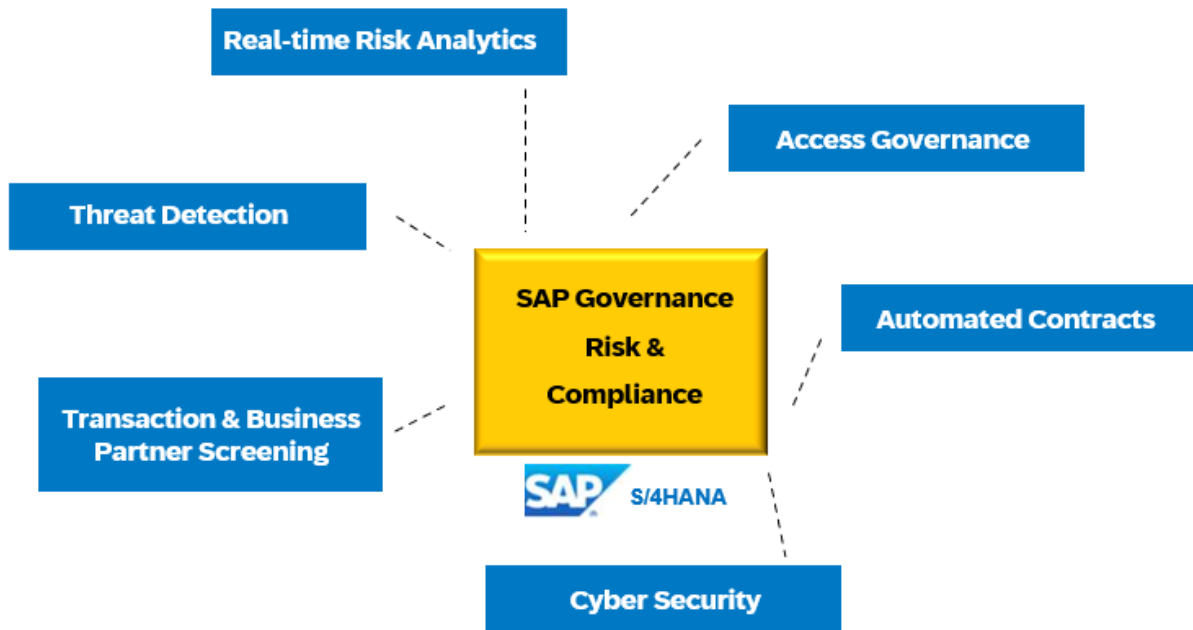 Real-time Risk Analytics
Access Governance
Threat Detection
SAP Governance
Risk &
Compliance
Automated Contracts
Transaction & Business
Partner Screening
SAP S/4HANA
Cyber Security